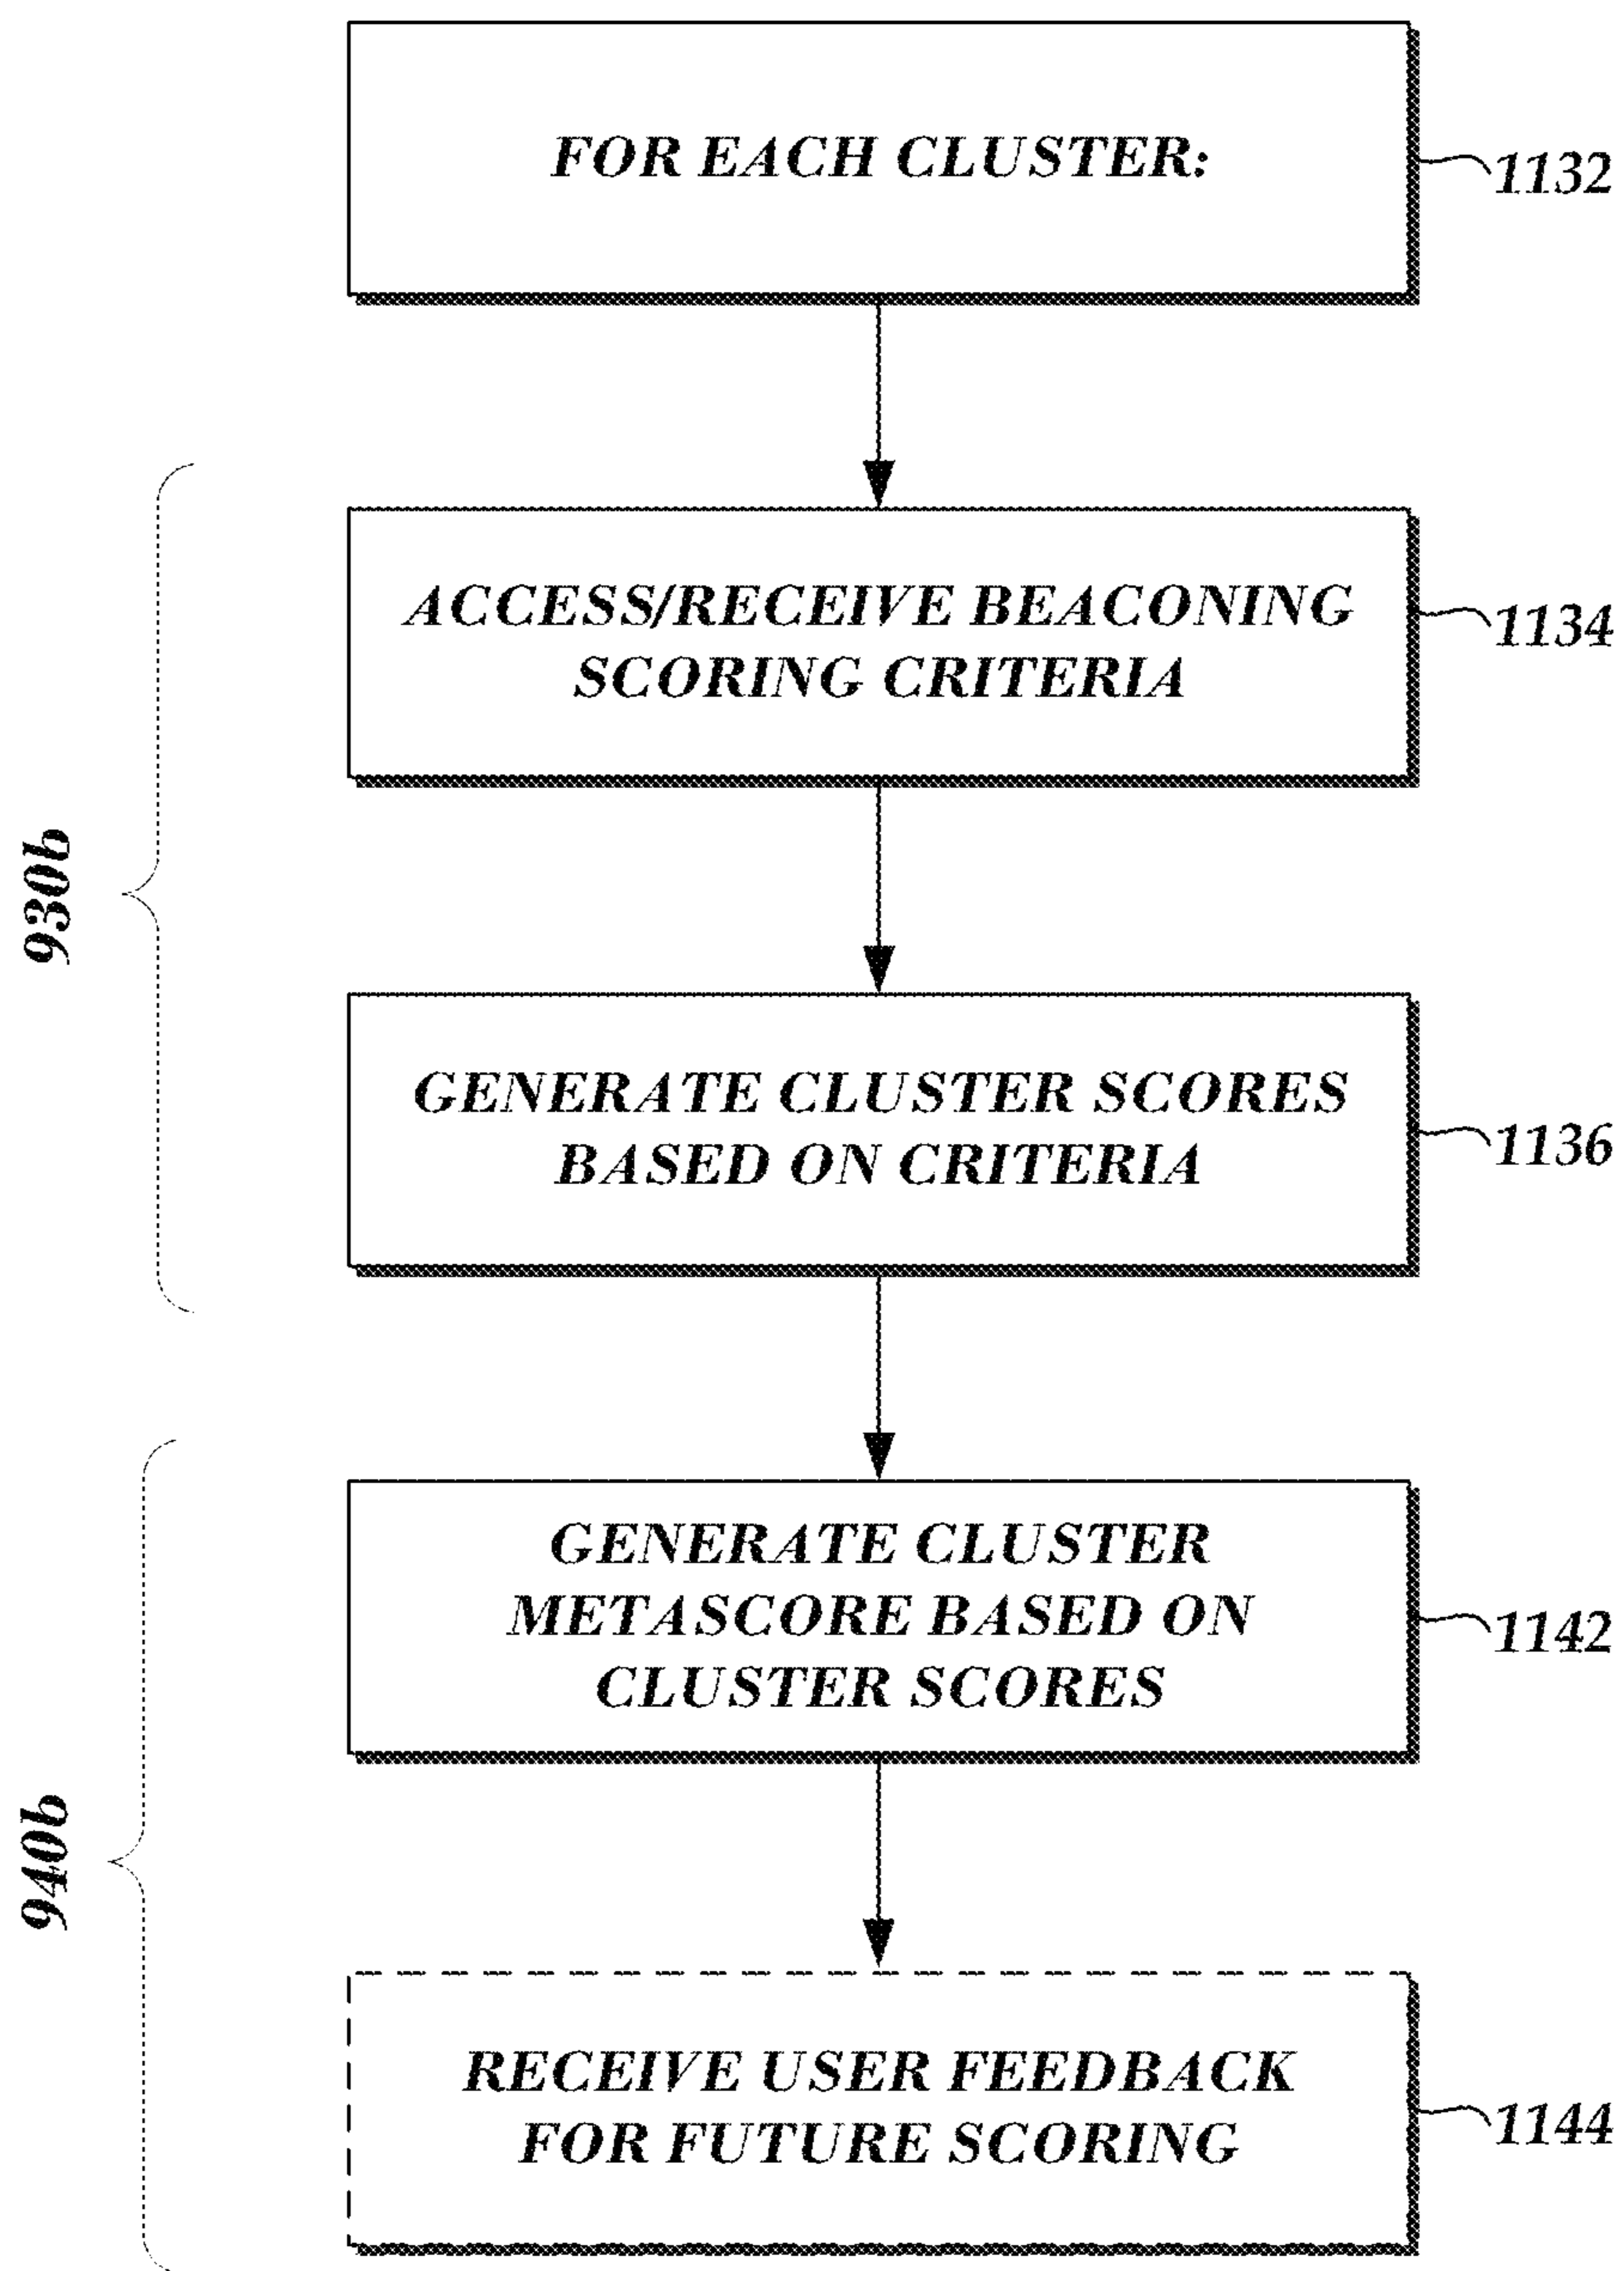 FOR EACH CLUSTER:
1132
930b
ACCESS/RECEIVE BEACONING
SCORING CRITERIA
1134
GENERATE CLUSTER SCORES
BASED ON CRITERIA
1136
940b
GENERATE CLUSTER
METASCORE BASED ON
CLUSTER SCORES
1142
RECEIVE USER FEEDBACK
FOR FUTURE SCORING
1144